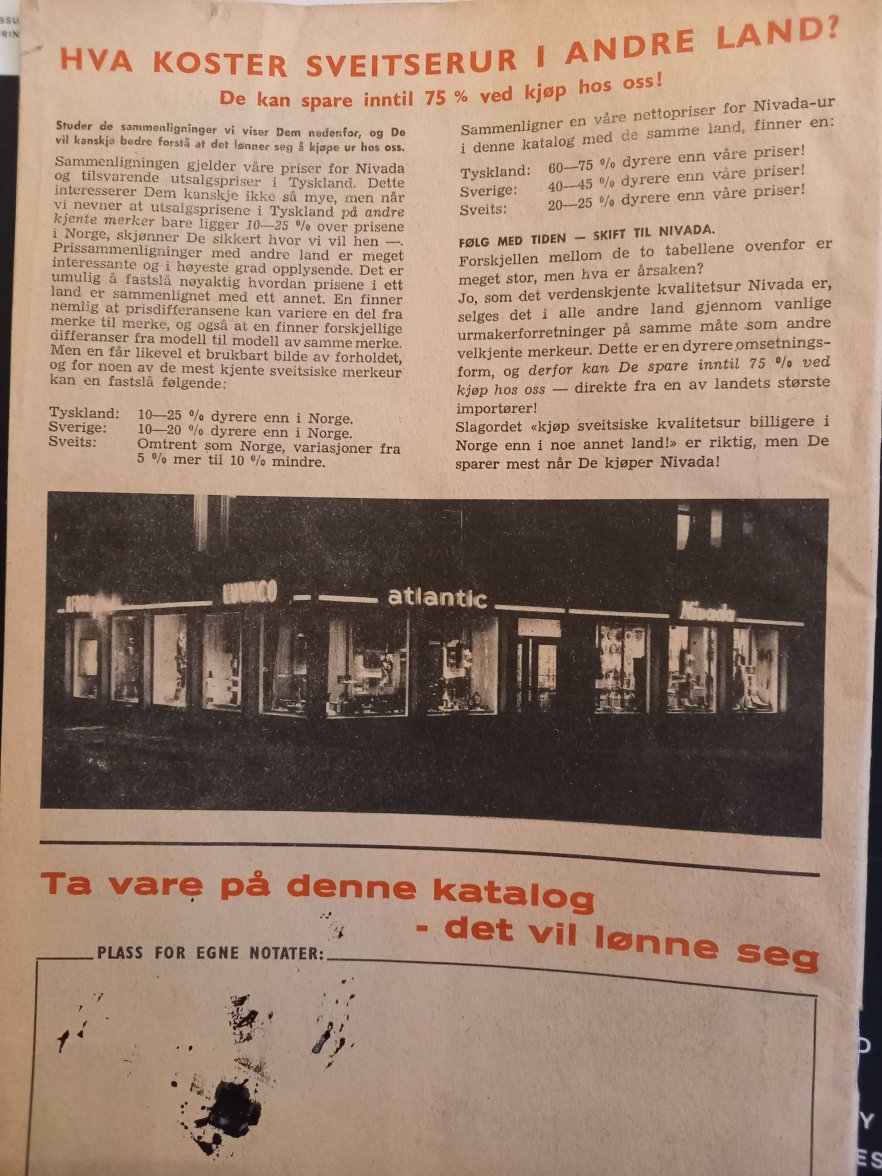 HVA KOSTER SVEITSERUR I ANDRE LAND?
De kan spare inntil 75 % ved kjøp hos oss!
Studer de sammenligninger vi viser Dem nedenfor, og De
vil kanskje bedre forstå at det lønner seg å kjøpe ur hos oss.
Sammenligningen gjelder våre priser for Nivada
og tilsvarende utsalgspriser i Tyskland. Dette
interesserer Dem kanskje ikke så mye, men når
vi nevner at utsalgsprisene i Tyskland på andre
kjente merker bare ligger 10—25 % over prisene
i Norge, skjønner De sikkert hvor vi vil hen —.
Prissammenligninger med andre land er meget
interessante og i høyeste grad opplysende. Det er
umulig å fastslå nøyaktig hvordan prisene i ett
land er sammenlignet med ett annet. En finner
nemlig at prisdifferansene kan variere en del fra
merke til merke, og også at en finner forskjellige
differanser fra modell til modell av samme merke.
Men en får likevel et brukbart bilde av forholdet,
og for noen av de mest kjente sveitsiske merkeur
kan en fastslå følgende:
Tyskland: 10—25 % dyrere enn i Norge.
Sverige: 10—20 % dyrere enn i Norge.
Sveits: Omtrent som Norge, variasjoner fra
5 % mer til 10 % mindre.
Sammenligner en våre nettopriser for Nivada-ur
i denne katalog med de samme land, finner en:
Tyskland: 60—75 % dyrere enn våre priser!
Sverige: 40—45 % dyrere enn våre priser!
Sveits: 20—25 % dyrere enn våre priser!
FØLG MED TIDEN — SKIFT TIL NIVADA.
Forskjellen mellom de to tabellene ovenfor er
meget stor, men hva er årsaken?
Jo, som det verdenskjente kvalitetsur Nivada er,
selges det i alle andre land gjennom vanlige
urmakerforretninger på samme måte som andre
velkjente merkeur. Dette er en dyrere omsetnings-
form, og derfor kan De spare inntil 75 % ved
kjøp hos oss — direkte fra en av landets største
importører!
Slagordet «kjøp sveitsiske kvalitetsur billigere i
Norge enn i noe annet land!» er riktig, men De
sparer mest når De kjøper Nivada!
atlantic
Nivada
Ta vare på denne katalog
- det vil lønne seg
PLASS FOR EGNE NOTATER: